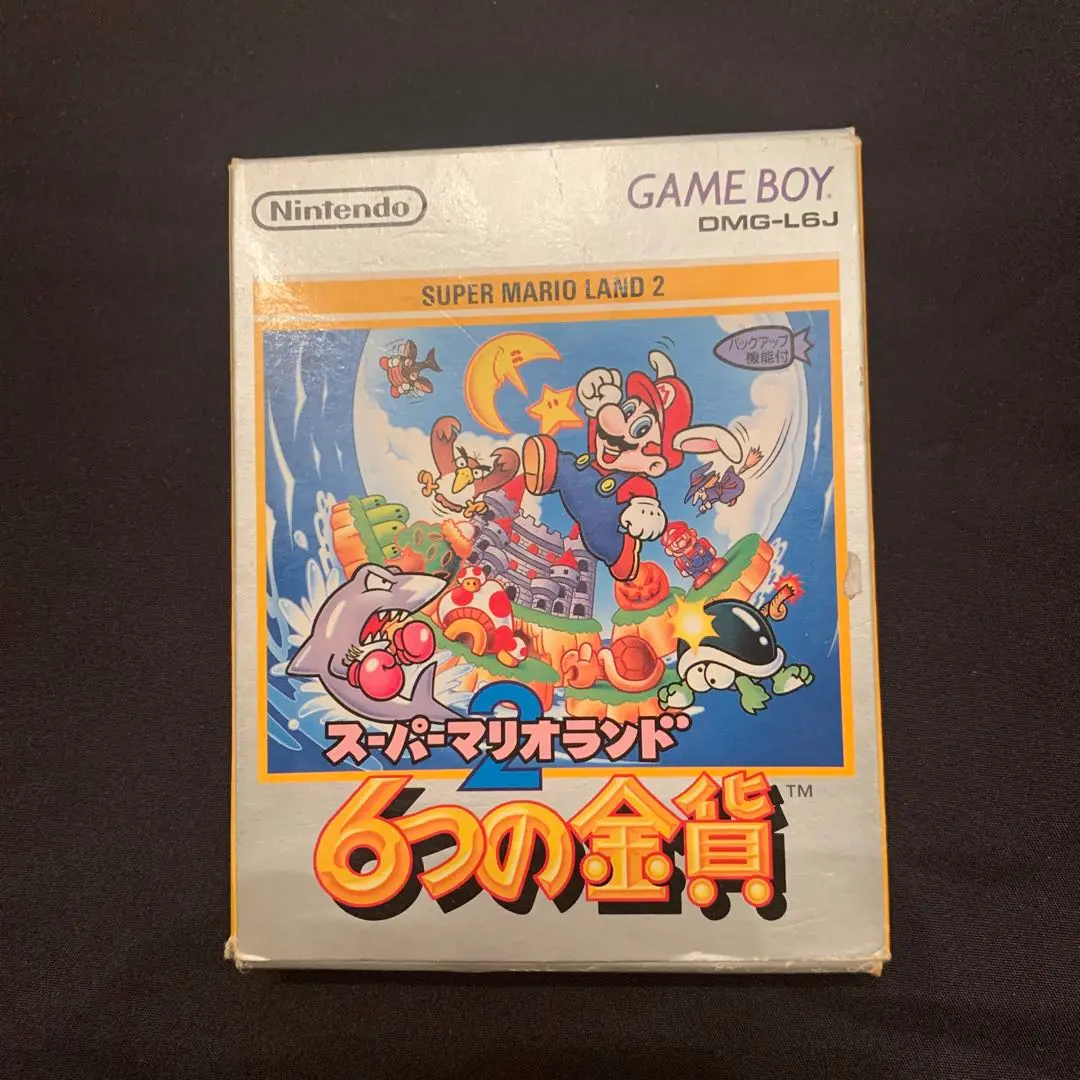 Nintendo
GAME BOY
DMG-L6J
SUPER MARIO LAND 2
バックアップ
機能付
スーパーマリオランド
2
6つの金貨 TM